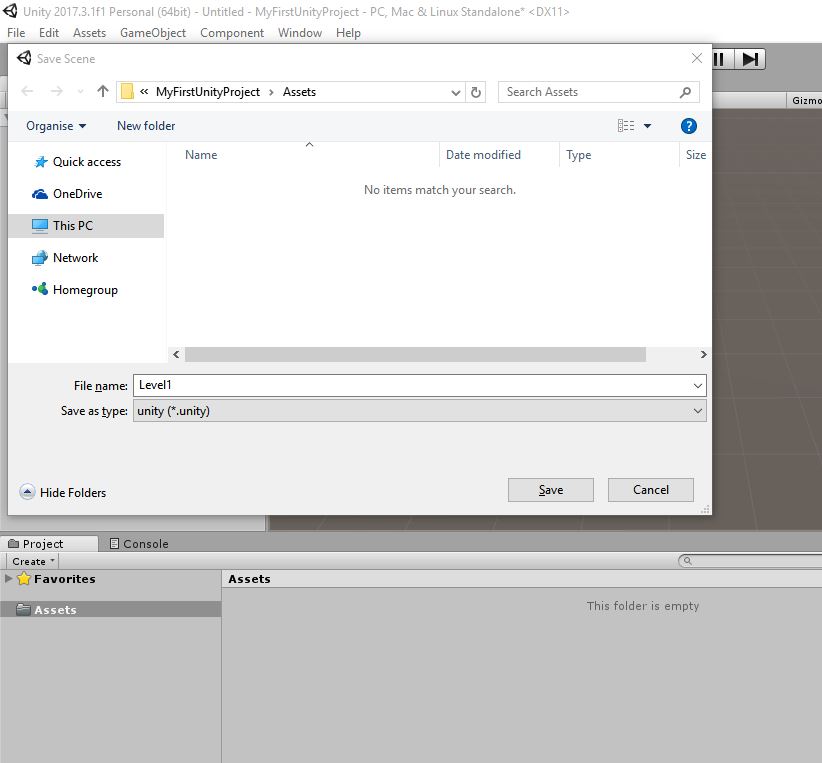 Unity 2017.3.1f1 Personal (64bit) - Untitled - MyFirstUnityProject - PC, Mac & Linux Standalone* <DX11>
File Edit Assets GameObject Component Window Help
Save Scene
« MyFirstUnityProject › Assets
Search Assets
Organise New folder
?
Gizmo
Name Date modified Type Size
No items match your search.
Quick access
OneDrive
This PC
Network
Homegroup
File name: Level1
Save as type: unity (*.unity)
Hide Folders Save Cancel
Project Console
Create
Favorites Assets
Assets This folder is empty